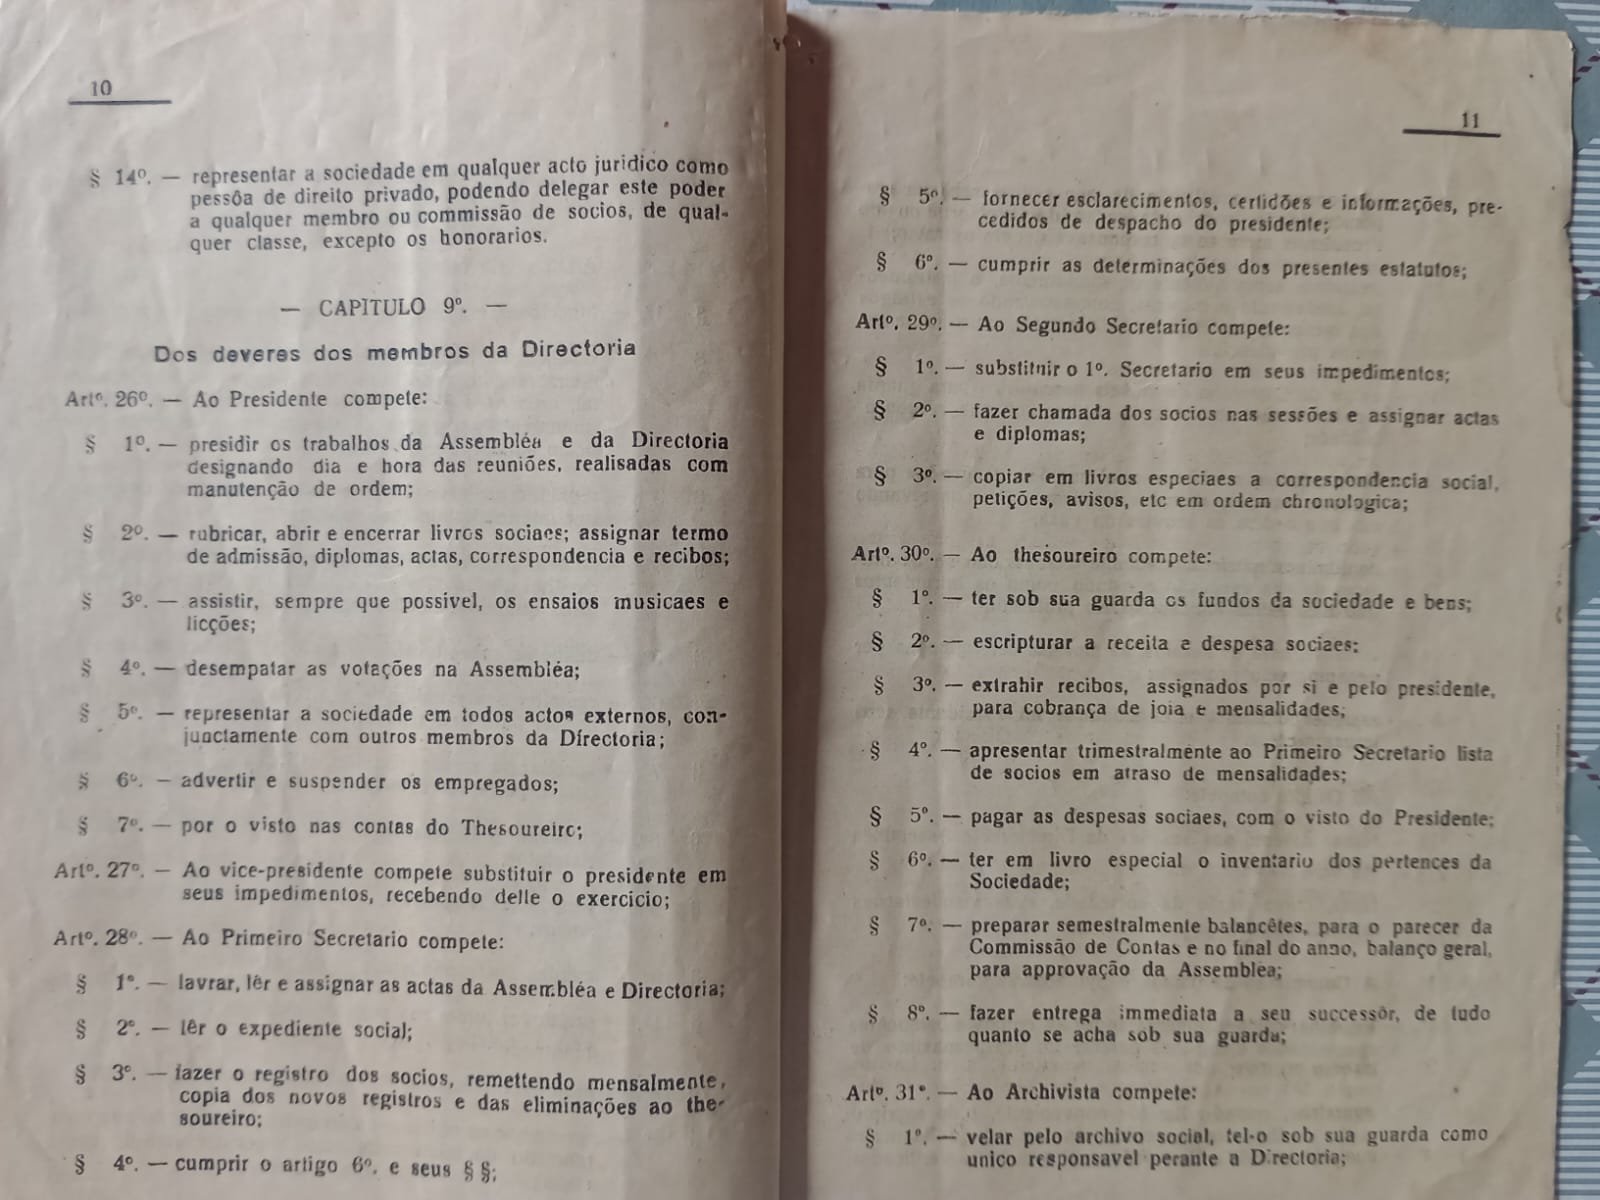 10
§ 14º. — representar a sociedade em qualquer acto juridico como
pessôa de direito privado, podendo delegar este poder
a qualquer membro ou commissão de socios, de qual-
quer classe, excepto os honorarios.
— CAPITULO 9º. —
Dos deveres dos membros da Directoria
Artº. 26º. — Ao Presidente compete:
§ 1º. — presidir os trabalhos da Assembléa e da Directoria
designando dia e hora das reuniões, realisadas com
manutenção de ordem;
§ 2º. — rubricar, abrir e encerrar livros sociaes; assignar termo
de admissão, diplomas, actas, correspondencia e recibos;
§ 3º. — assistir, sempre que possivel, os ensaios musicaes e
licções;
§ 4º. — desempatar as votações na Assembléa;
§ 5º. — representar a sociedade em todos actos externos, con-
junctamente com outros membros da Directoria;
§ 6º. — advertir e suspender os empregados;
§ 7º. — por o visto nas contas do Thesoureiro;
Artº. 27º. — Ao vice-presidente compete substituir o presidente em
seus impedimentos, recebendo delle o exercicio;
Artº. 28º. — Ao Primeiro Secretario compete:
§ 1º. — lavrar, lêr e assignar as actas da Assembléa e Directoria;
§ 2º. — lêr o expediente social;
§ 3º. — fazer o registro dos socios, remettendo mensalmente,
copia dos novos registros e das eliminações ao the-
soureiro;
§ 4º. — cumprir o artigo 6º. e seus § §;
11
§ 5º. — fornecer esclarecimentos, certidões e informações, pre-
cedidos de despacho do presidente;
§ 6º. — cumprir as determinações dos presentes estatutos;
Artº. 29º. — Ao Segundo Secretario compete:
§ 1º. — substituir o 1º. Secretario em seus impedimentos;
§ 2º. — fazer chamada dos socios nas sessões e assignar actas
e diplomas;
§ 3º. — copiar em livros especiaes a correspondencia social,
petições, avisos, etc em ordem chronologica;
Artº. 30º. — Ao thesoureiro compete:
§ 1º. — ter sob sua guarda os fundos da sociedade e bens;
§ 2º. — escripturar a receita e despesa sociaes;
§ 3º. — extrahir recibos, assignados por si e pelo presidente,
para cobrança de joia e mensalidades;
§ 4º. — apresentar trimestralmente ao Primeiro Secretario lista
de socios em atraso de mensalidades;
§ 5º. — pagar as despesas sociaes, com o visto do Presidente;
§ 6º. — ter em livro especial o inventario dos pertences da
Sociedade;
§ 7º. — preparar semestralmente balancêtes, para o parecer da
Commissão de Contas e no final do anno, balanço geral,
para approvação da Assemblea;
§ 8º. — fazer entrega immediata a seu successôr, de tudo
quanto se acha sob sua guarda;
Artº. 31º. — Ao Archivista compete:
§ 1º. — velar pelo archivo social, tel-o sob sua guarda como
unico responsavel perante a Directoria;